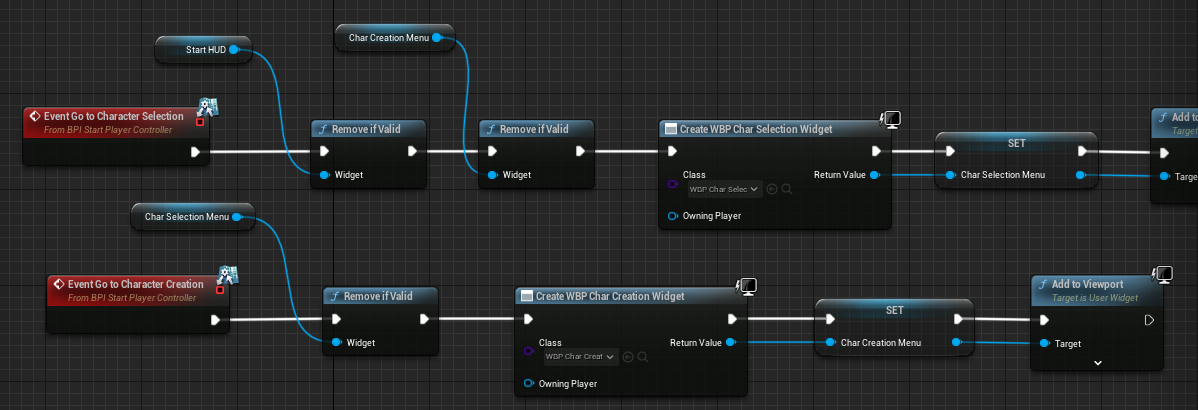 Start HUD
Char Creation Menu
Event Go to Character Selection
From BPI Start Player Controller
Remove if Valid
Widget
Remove if Valid
Widget
Create WBP Char Selection Widget
Class
WBP Char Selec
Return Value
Owning Player
SET
Char Selection Menu
Add to
Target
Targe
Char Selection Menu
Event Go to Character Creation
From BPI Start Player Controller
Remove if Valid
Widget
Create WBP Char Creation Widget
Class
WBP Char Creat
Return Value
Owning Player
SET
Char Creation Menu
Add to Viewport
Target is User Widget
Target